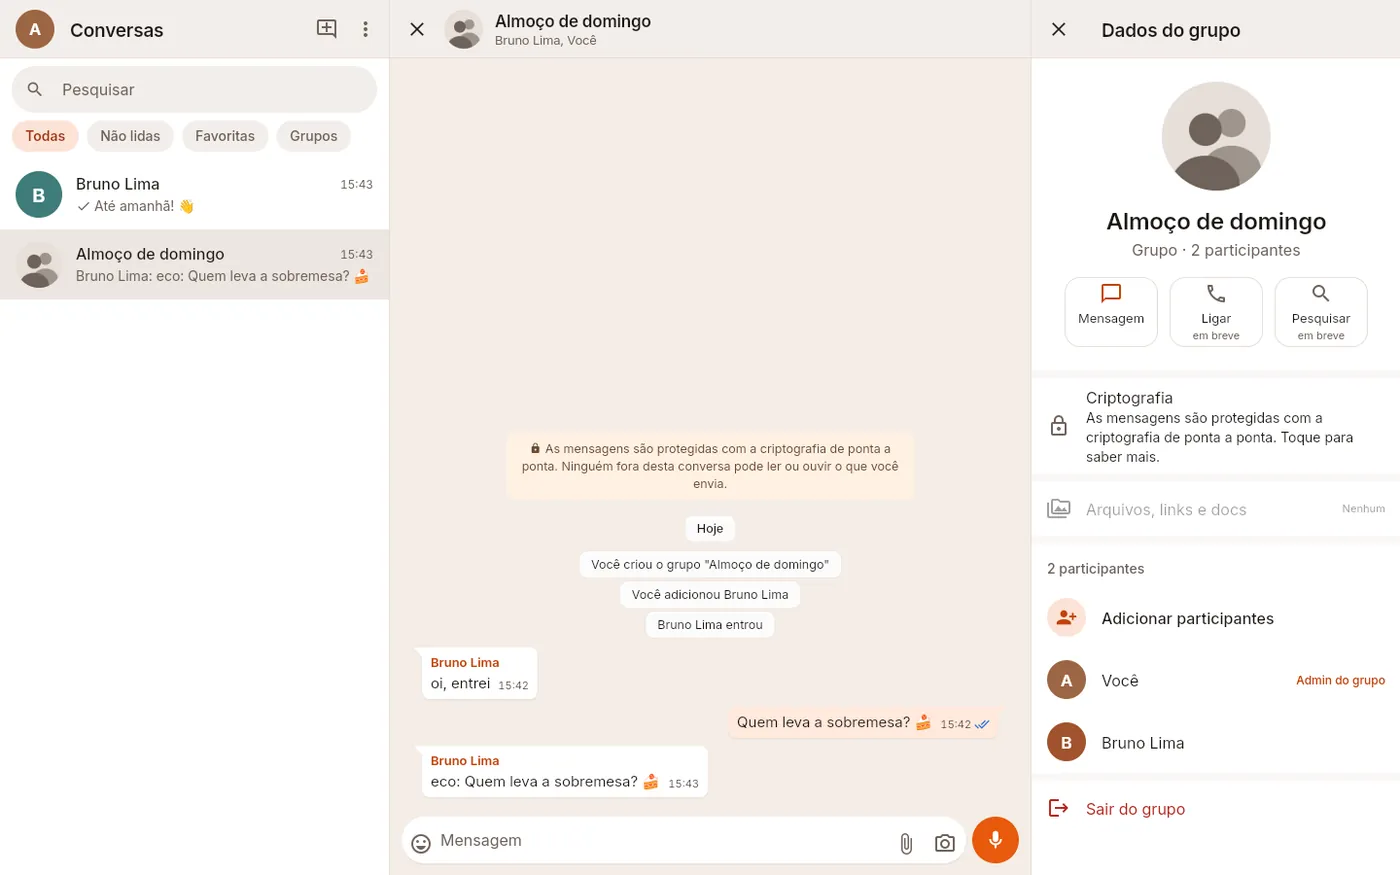 A
Conversas
Pesquisar
Todas
Não lidas
Favoritas
Grupos
B
Bruno Lima
15:43
Até amanhã! 👋
Almoço de domingo
15:43
Bruno Lima: eco: Quem leva a sobremesa? 🍰
Almoço de domingo
Bruno Lima, Você
As mensagens são protegidas com a criptografia de ponta a
ponta. Ninguém fora desta conversa pode ler ou ouvir o que você
envia.
Hoje
Você criou o grupo "Almoço de domingo"
Você adicionou Bruno Lima
Bruno Lima entrou
Bruno Lima
oi, entrei 15:42
Quem leva a sobremesa? 🍰 15:42
Bruno Lima
eco: Quem leva a sobremesa? 🍰 15:43
Mensagem
Dados do grupo
Almoço de domingo
Grupo · 2 participantes
Mensagem
Ligar
em breve
Pesquisar
em breve
Criptografia
As mensagens são protegidas com a
criptografia de ponta a ponta. Toque para
saber mais.
Arquivos, links e docs
Nenhum
2 participantes
Adicionar participantes
A
Você
Admin do grupo
B
Bruno Lima
Sair do grupo